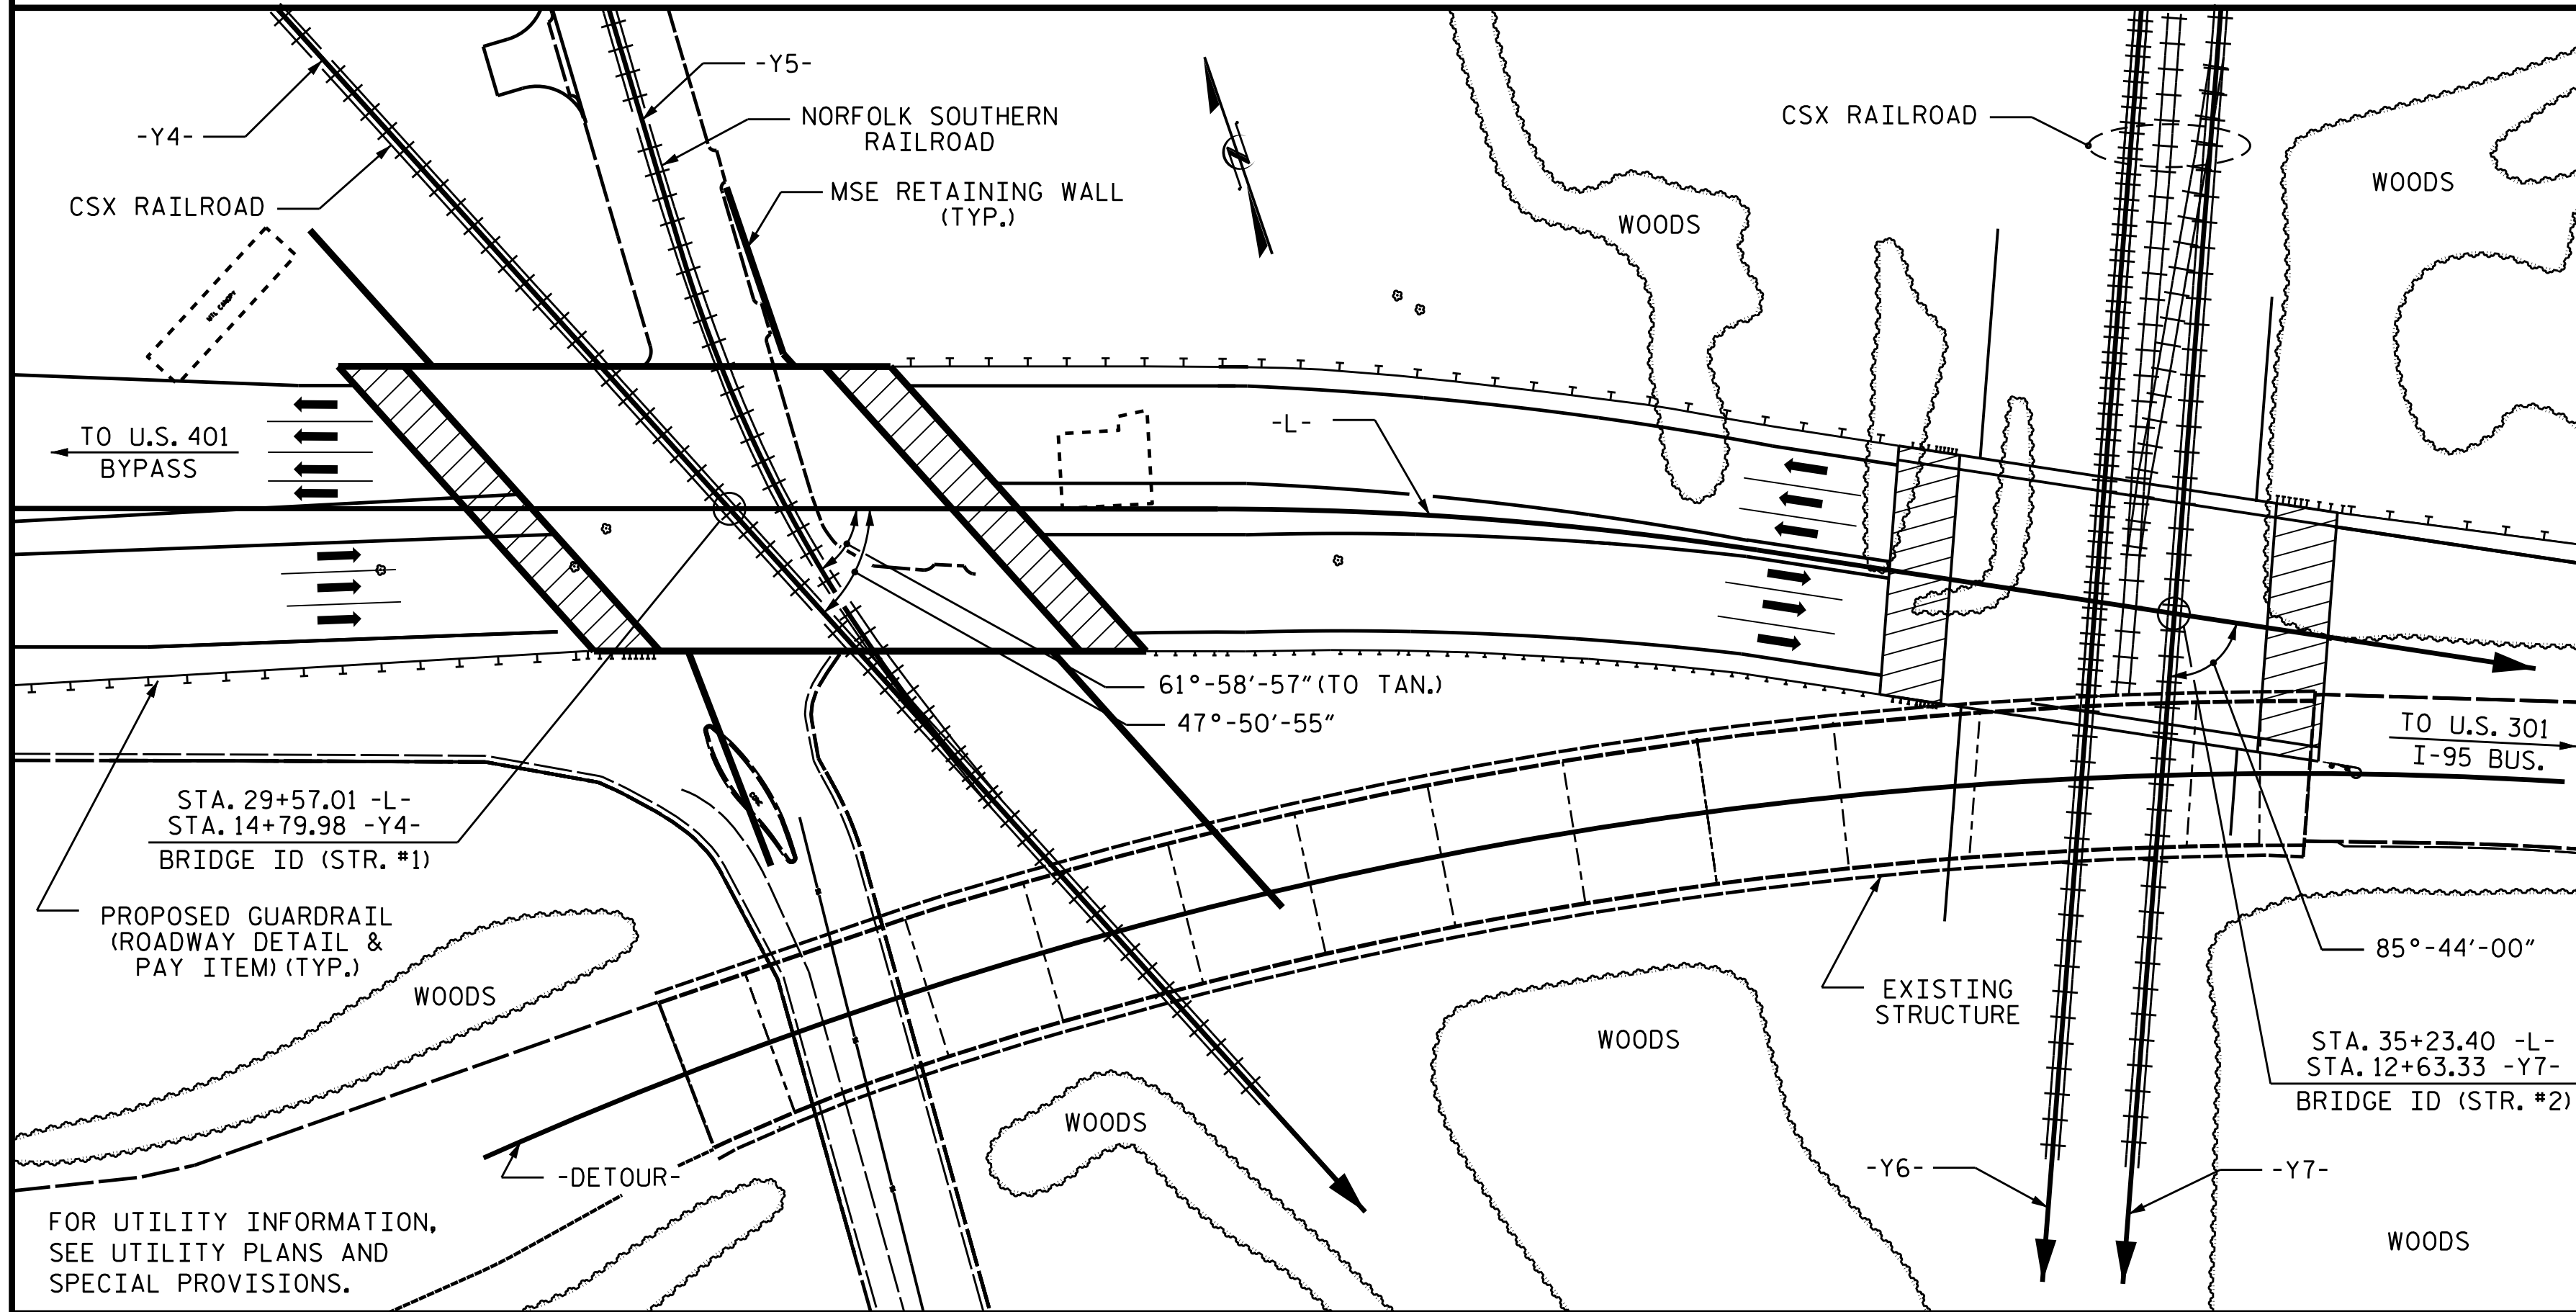 -Y4-
CSX RAILROAD
-Y5-
NORFOLK SOUTHERN
RAILROAD
MSE RETAINING WALL
(TYP.)
N
WOODS
CSX RAILROAD
WOODS
TO U.S. 401
BYPASS
-L-
61°-58'-57" (TO TAN.)
47°-50'-55"
TO U.S. 301
I-95 BUS.
STA. 29+57.01 -L-
STA. 14+79.98 -Y4-
BRIDGE ID (STR. #1)
PROPOSED GUARDRAIL
(ROADWAY DETAIL &
PAY ITEM) (TYP.)
WOODS
85°-44'-00"
EXISTING
STRUCTURE
WOODS
STA. 35+23.40 -L-
STA. 12+63.33 -Y7-
BRIDGE ID (STR. #2)
WOODS
-DETOUR-
-Y6-
-Y7-
WOODS
FOR UTILITY INFORMATION,
SEE UTILITY PLANS AND
SPECIAL PROVISIONS.